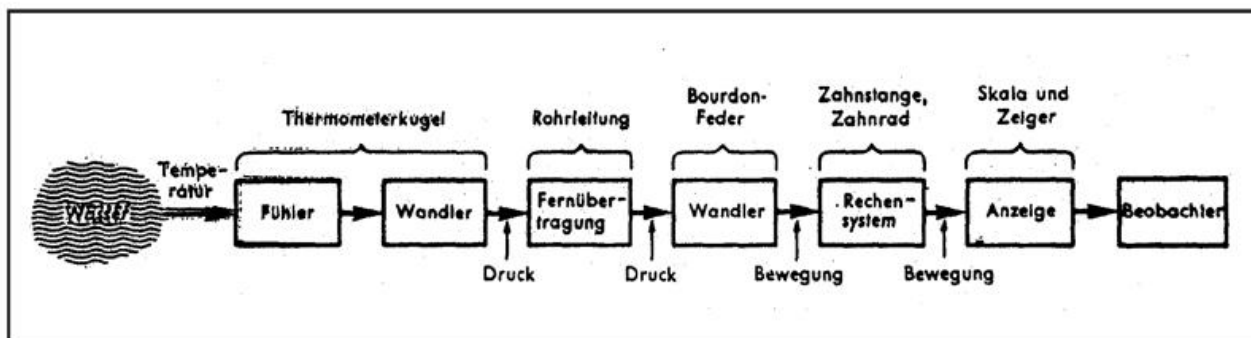 Thermometerkugel
Rohrleitung
Bourdon-
Feder
Zahnstange,
Zahnrad
Skala und
Zeiger
Tempe-
ratur
Fühler
Wandler
Fernüber-
tragung
Wandler
Rechen-
system
Anzeige
Beobachter
Druck
Druck
Bewegung
Bewegung